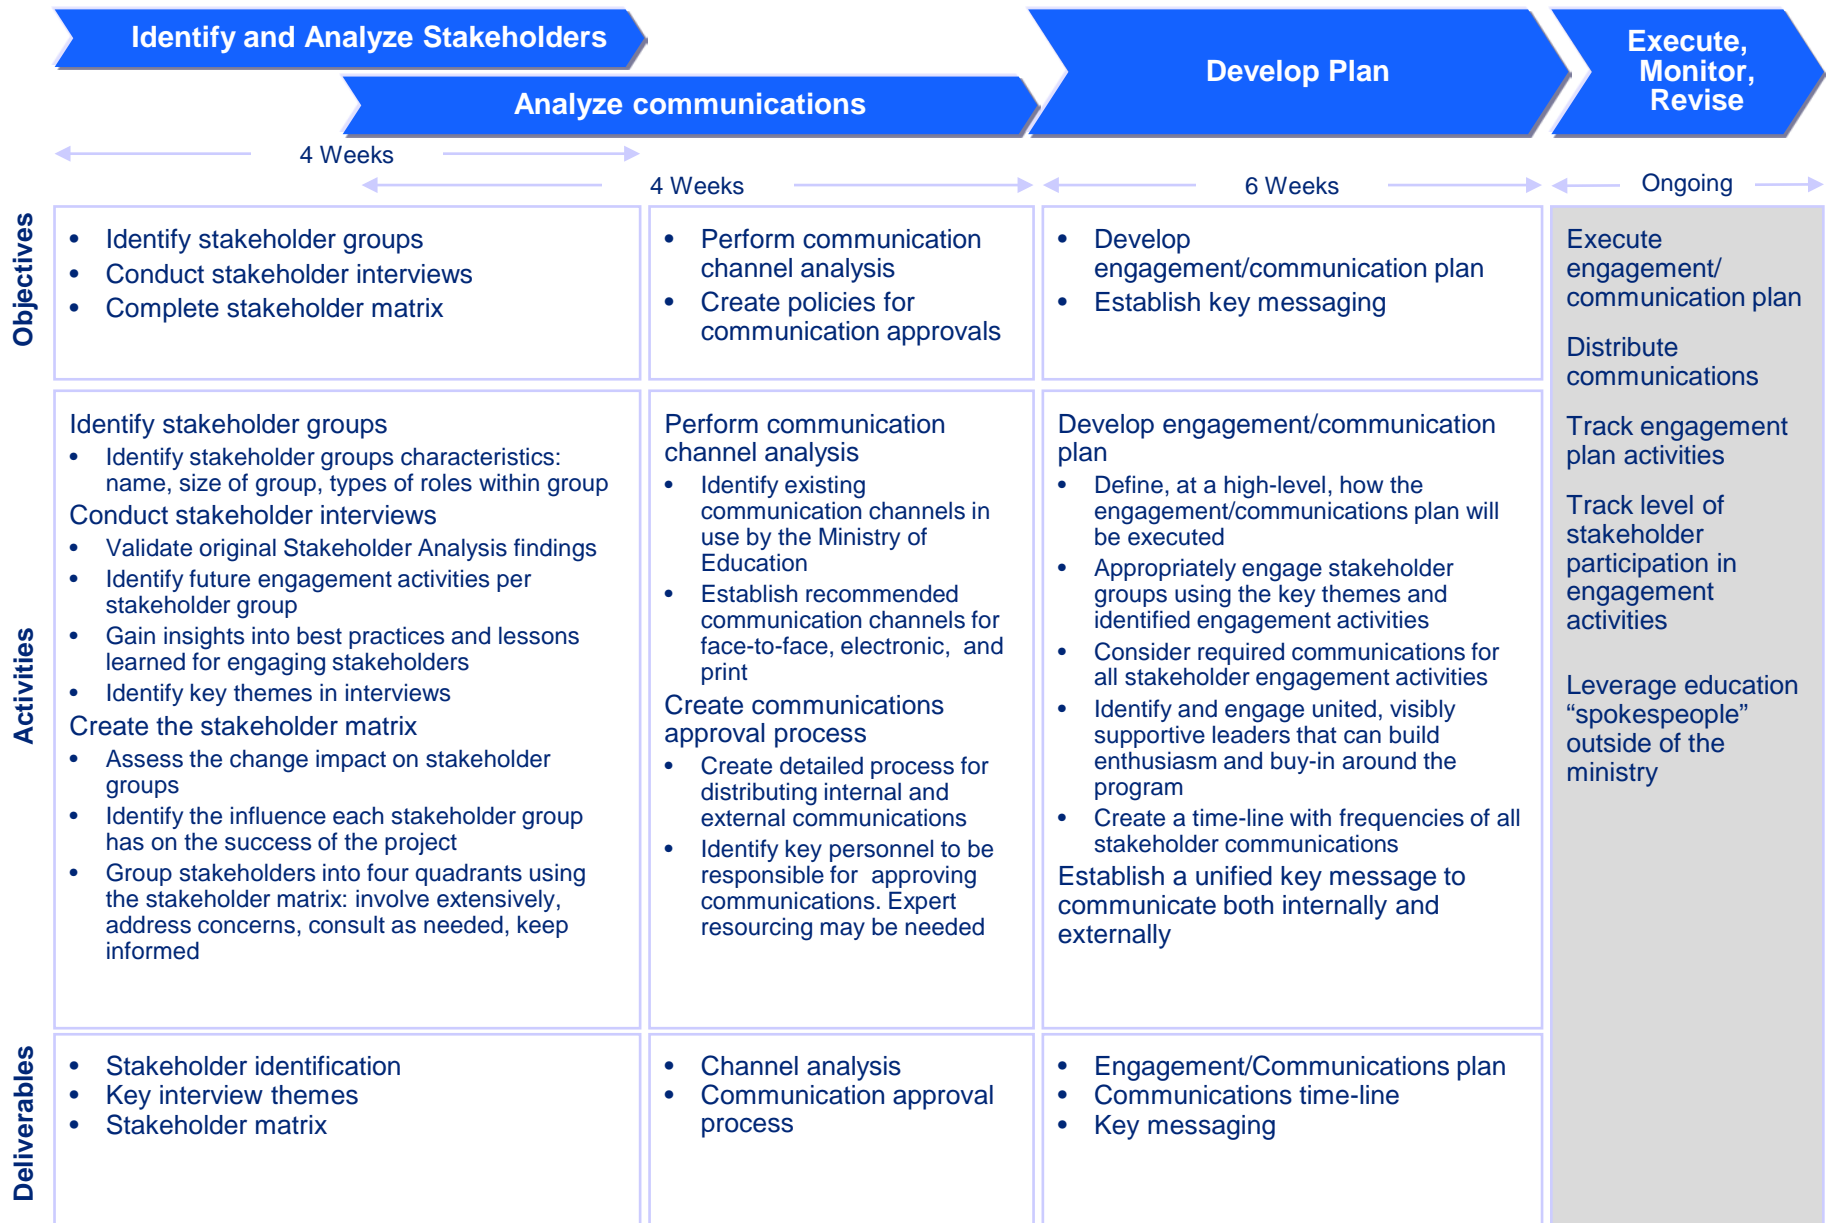 Identify and Analyze Stakeholders
Analyze communications
Develop Plan
Execute,
Monitor,
Revise
4 Weeks
4 Weeks
6 Weeks
Ongoing
Objectives
• Identify stakeholder groups
• Conduct stakeholder interviews
• Complete stakeholder matrix
• Perform communication
channel analysis
• Create policies for
communication approvals
• Develop
engagement/communication plan
• Establish key messaging
Execute
engagement/
communication plan
Distribute
communications
Track engagement
plan activities
Track level of
stakeholder
participation in
engagement
activities
Leverage education
“spokespeople”
outside of the
ministry
Activities
Identify stakeholder groups
• Identify stakeholder groups characteristics:
name, size of group, types of roles within group
Conduct stakeholder interviews
• Validate original Stakeholder Analysis findings
• Identify future engagement activities per
stakeholder group
• Gain insights into best practices and lessons
learned for engaging stakeholders
• Identify key themes in interviews
Create the stakeholder matrix
• Assess the change impact on stakeholder
groups
• Identify the influence each stakeholder group
has on the success of the project
• Group stakeholders into four quadrants using
the stakeholder matrix: involve extensively,
address concerns, consult as needed, keep
informed
Perform communication
channel analysis
• Identify existing
communication channels in
use by the Ministry of
Education
• Establish recommended
communication channels for
face-to-face, electronic, and
print
Create communications
approval process
• Create detailed process for
distributing internal and
external communications
• Identify key personnel to be
responsible for approving
communications. Expert
resourcing may be needed
Develop engagement/communication
plan
• Define, at a high-level, how the
engagement/communications plan will
be executed
• Appropriately engage stakeholder
groups using the key themes and
identified engagement activities
• Consider required communications for
all stakeholder engagement activities
• Identify and engage united, visibly
supportive leaders that can build
enthusiasm and buy-in around the
program
• Create a time-line with frequencies of all
stakeholder communications
Establish a unified key message to
communicate both internally and
externally
Deliverables
• Stakeholder identification
• Key interview themes
• Stakeholder matrix
• Channel analysis
• Communication approval
process
• Engagement/Communications plan
• Communications time-line
• Key messaging